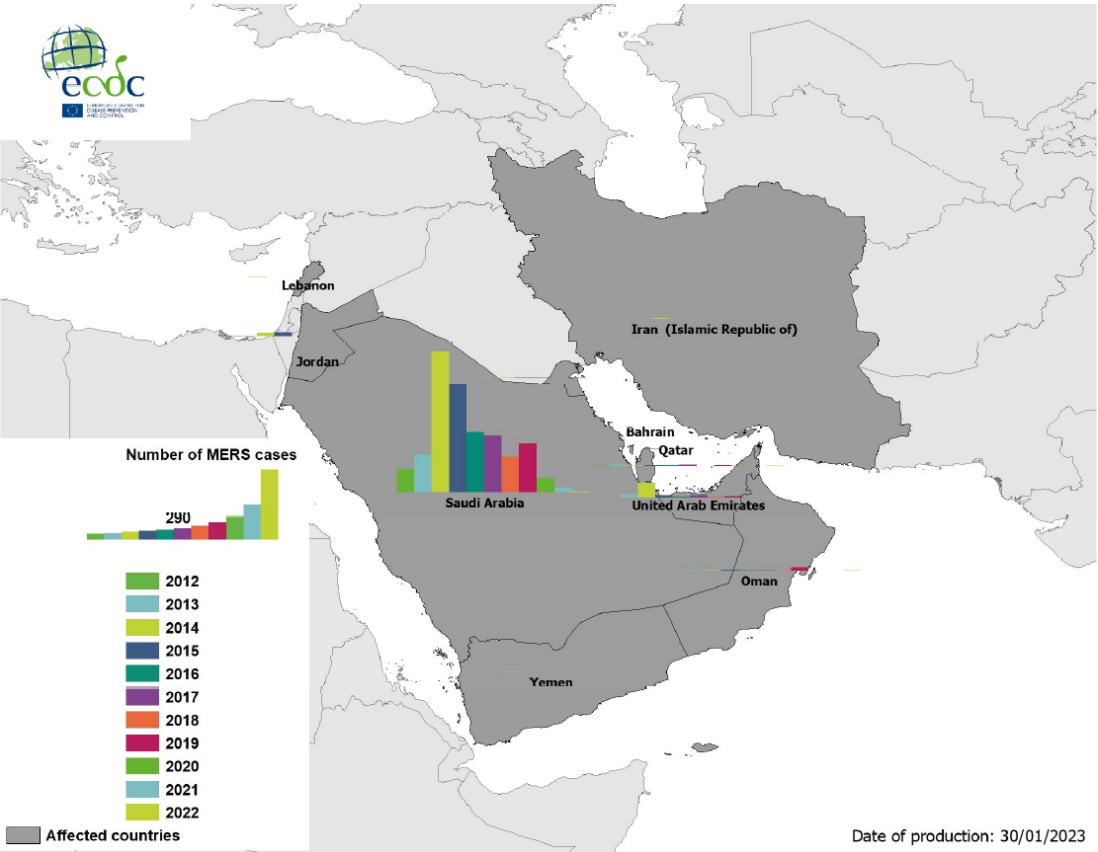 ecdc
EUROPEAN CENTRE FOR
DISEASE PREVENTION
AND CONTROL
Lebanon
Iran (Islamic Republic of)
Jordan
Bahrain
Qatar
Saudi Arabia
United Arab Emirates
Oman
Yemen
Number of MERS cases
290
2012
2013
2014
2015
2016
2017
2018
2019
2020
2021
2022
Affected countries
Date of production: 30/01/2023